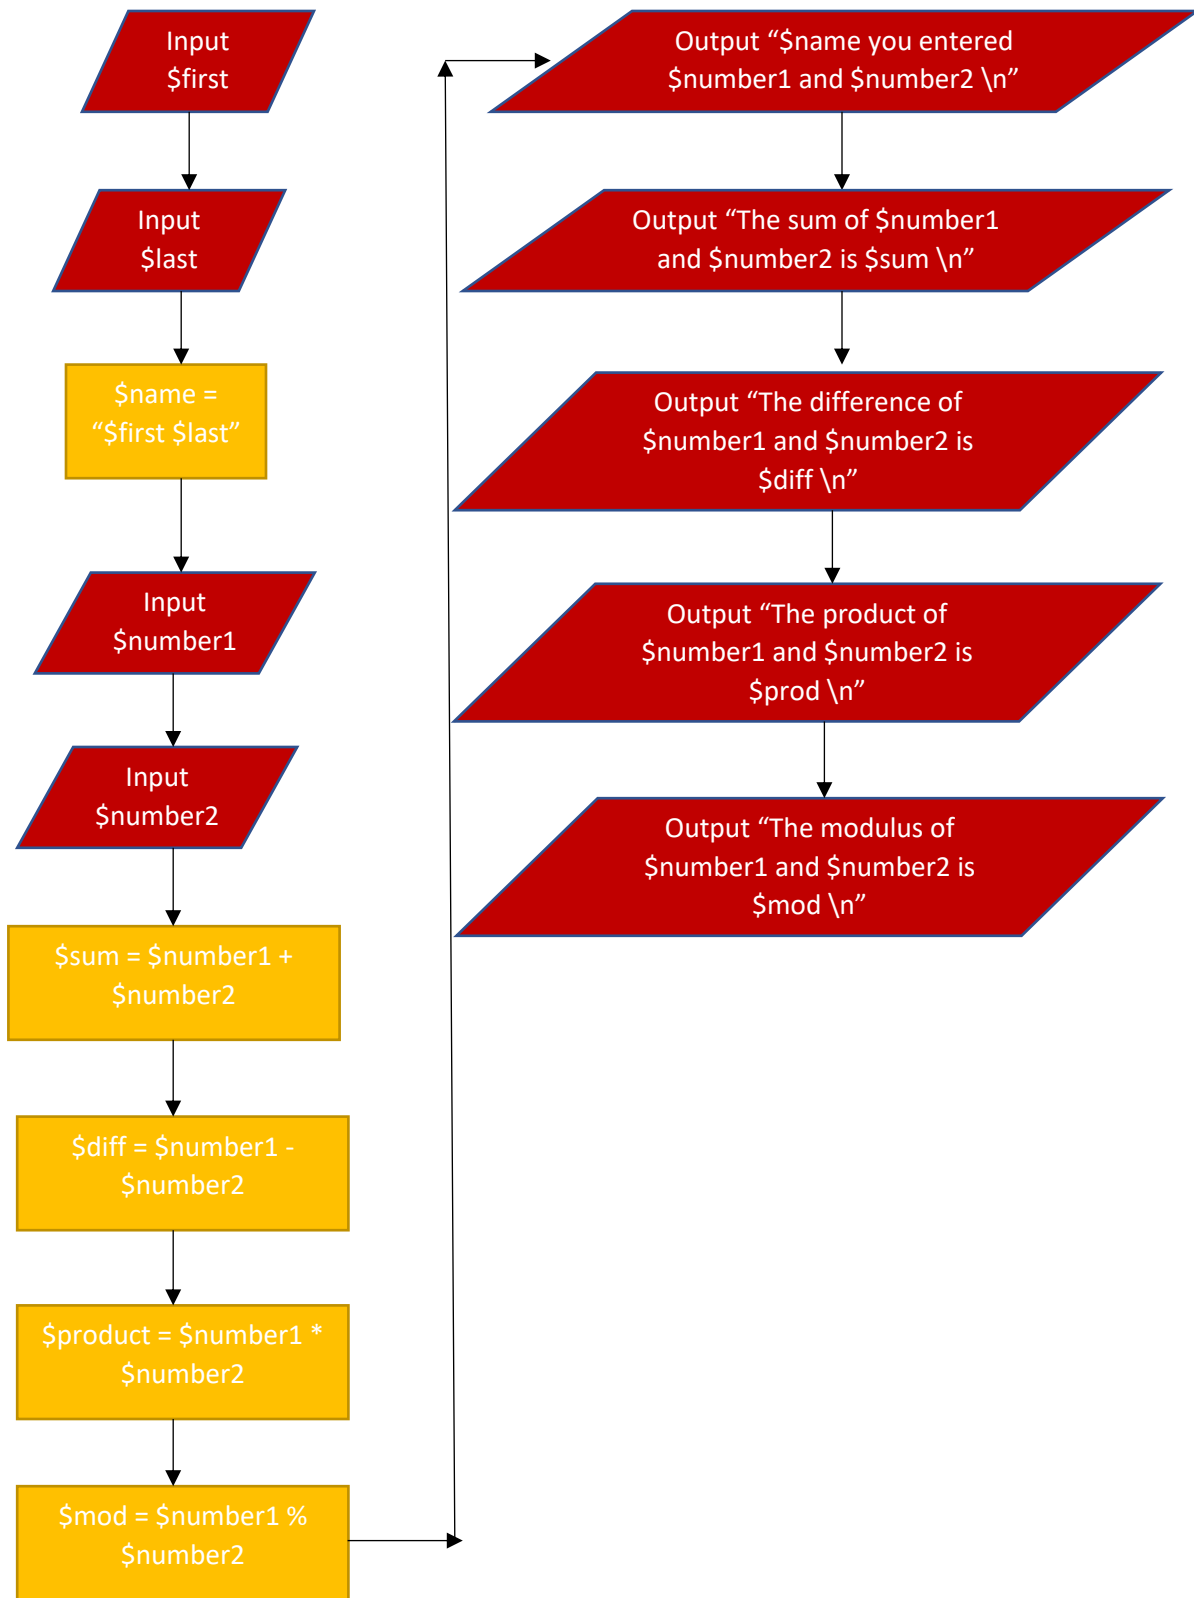 Input
$first
Input
$last
$name =
“$first $last”
Input
$number1
Input
$number2
$sum = $number1 +
$number2
$diff = $number1 -
$number2
$product = $number1 *
$number2
$mod = $number1 %
$number2
Output “$name you entered
$number1 and $number2 \n”
Output “The sum of $number1
and $number2 is $sum \n”
Output “The difference of
$number1 and $number2 is
$diff \n”
Output “The product of
$number1 and $number2 is
$prod \n”
Output “The modulus of
$number1 and $number2 is
$mod \n”